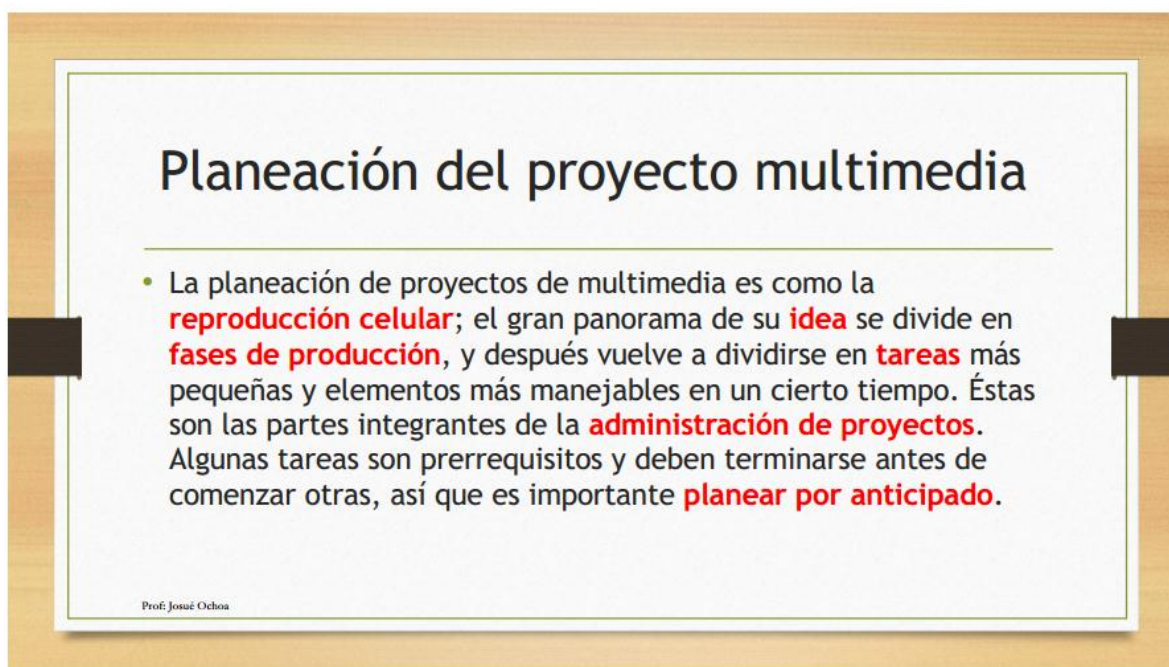 Planeación del proyecto multimedia
• La planeación de proyectos de multimedia es como la
reproducción celular; el gran panorama de su idea se divide en
fases de producción, y después vuelve a dividirse en tareas más
pequeñas y elementos más manejables en un cierto tiempo. Éstas
son las partes integrantes de la administración de proyectos.
Algunas tareas son prerrequisitos y deben terminarse antes de
comenzar otras, así que es importante planear por anticipado.
Prof: Josué Ochoa